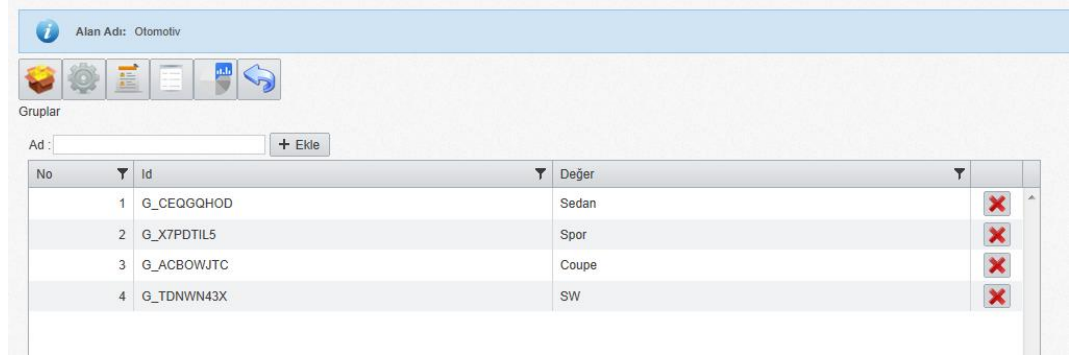 Alan Adı: Otomotiv
Gruplar
Ad :
+ Ekle
No Id Değer
1 G_CEQGQHOD Sedan
2 G_X7PDTIL5 Spor
3 G_ACBOWJTC Coupe
4 G_TDNWN43X SW